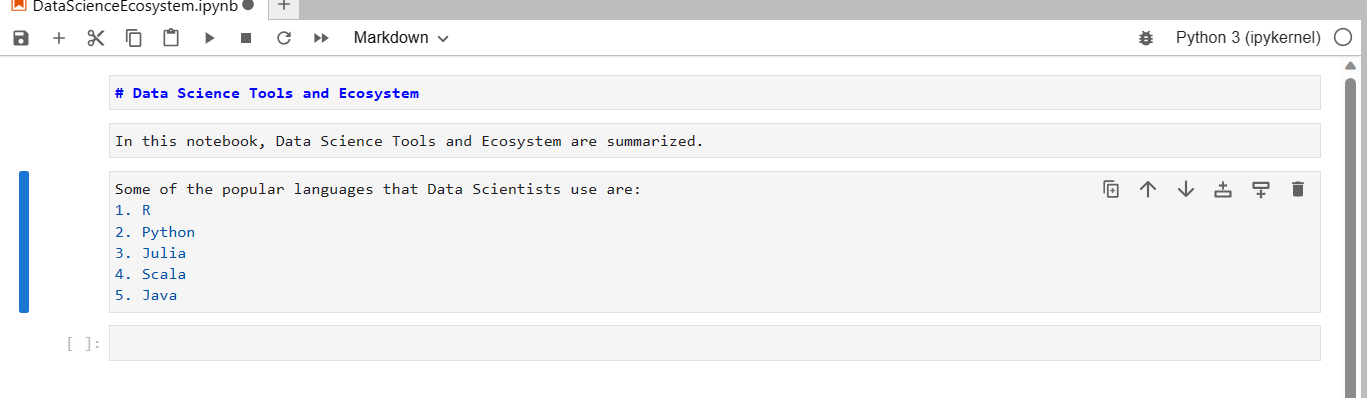 DataScienceEcosystem.ipynb
Markdown
Python 3 (ipykernel)
# Data Science Tools and Ecosystem
In this notebook, Data Science Tools and Ecosystem are summarized.
Some of the popular languages that Data Scientists use are:
1. R
2. Python
3. Julia
4. Scala
5. Java
[ ]: